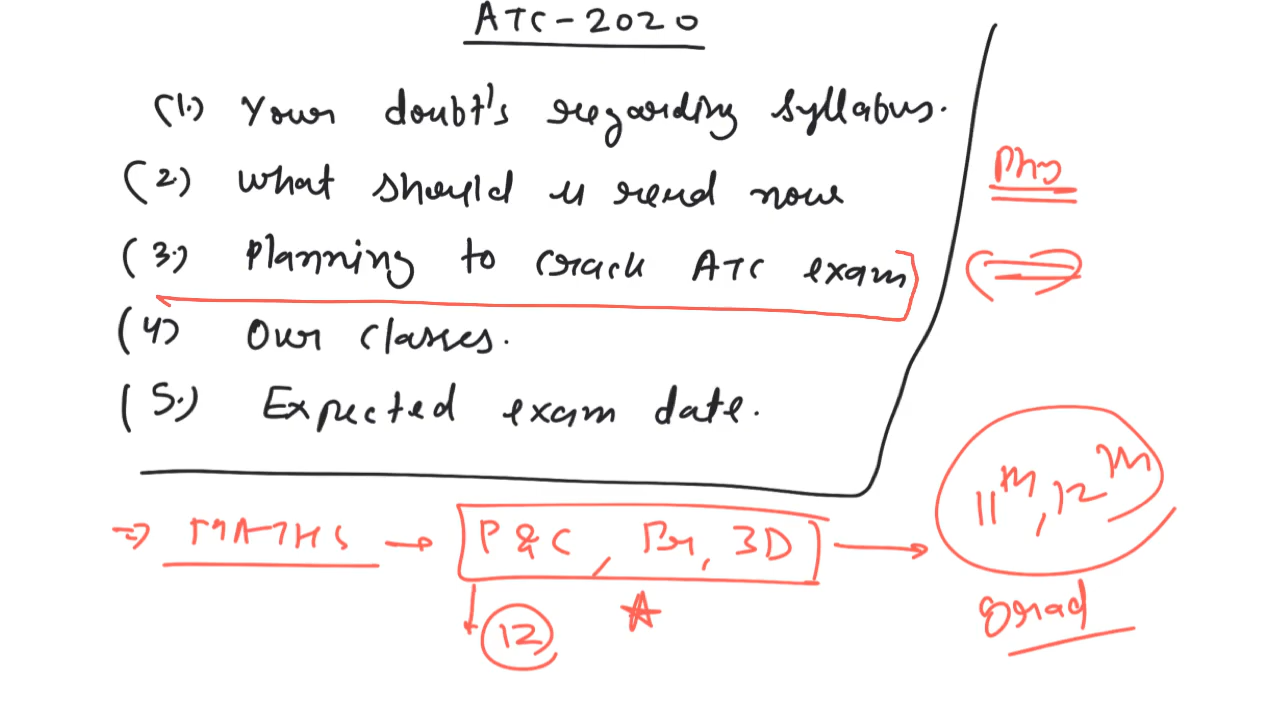 ATC-2020
(1.) Your doubt's regarding syllabus.
(2.) What should u read now
(3.) Planning to crack ATC exam
(4) Our classes.
(5.) Expected exam date.
Phy
⇒ MATHS → P&C, Pr, 3D →
11th, 12th
12
Grad